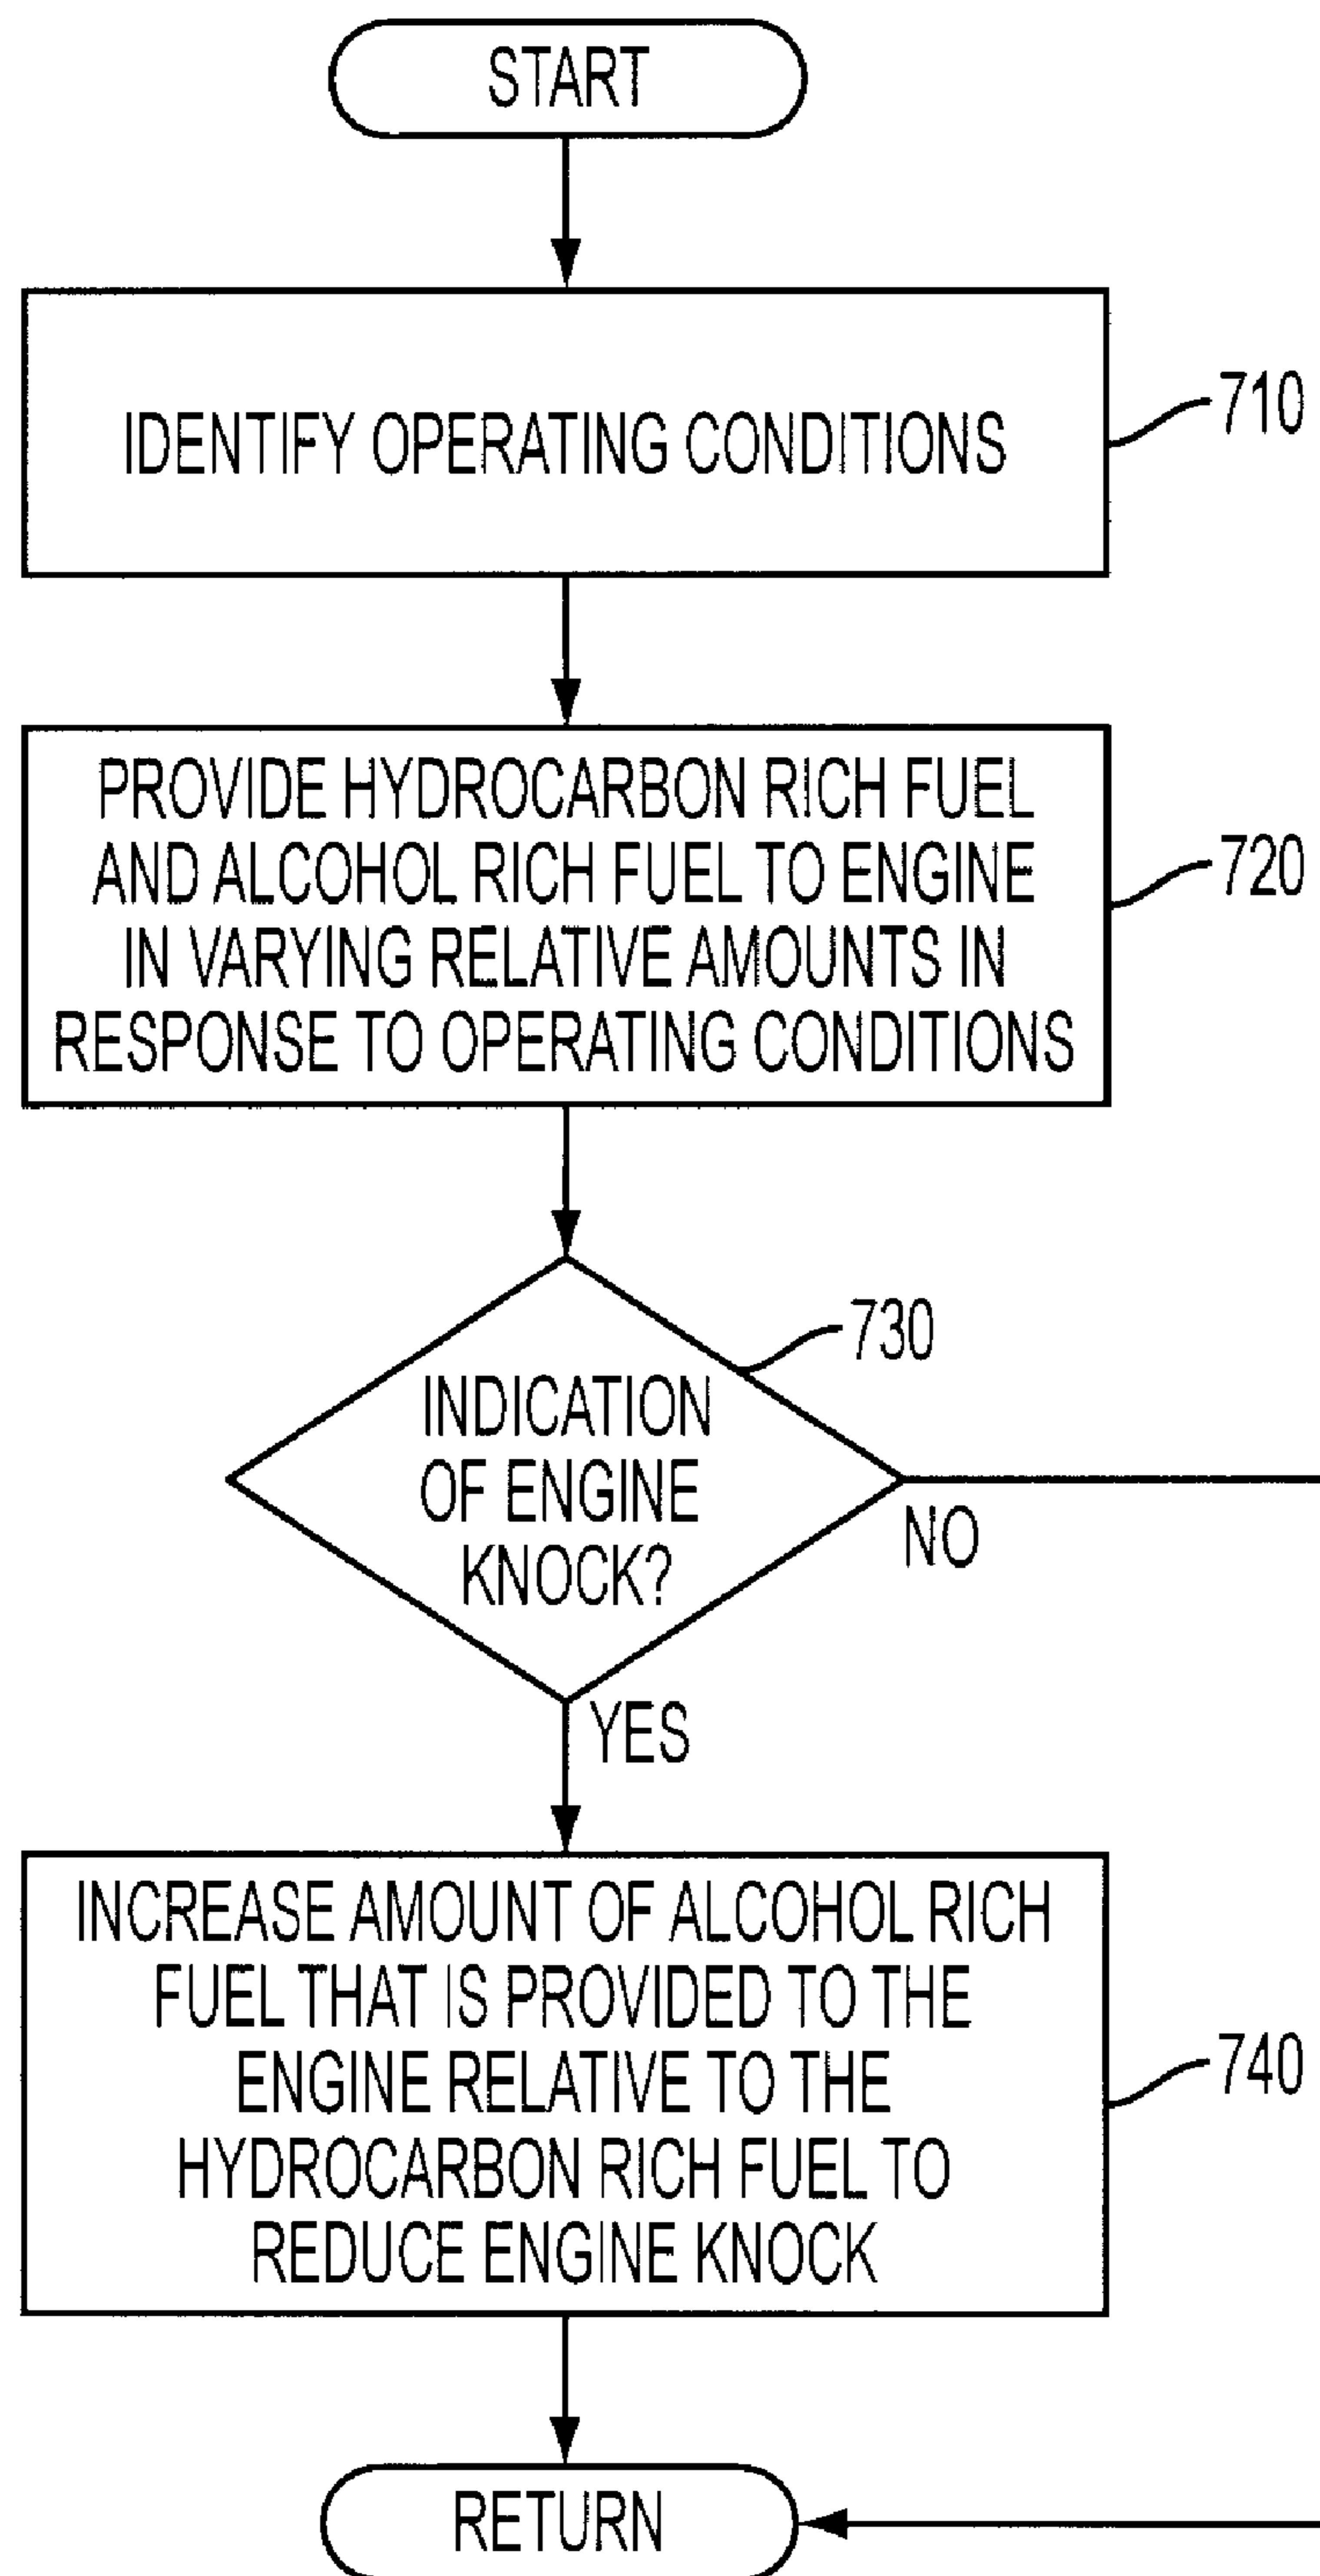 START
IDENTIFY OPERATING CONDITIONS
710
PROVIDE HYDROCARBON RICH FUEL
AND ALCOHOL RICH FUEL TO ENGINE
IN VARYING RELATIVE AMOUNTS IN
RESPONSE TO OPERATING CONDITIONS
720
730
INDICATION
OF ENGINE
KNOCK?
NO
YES
INCREASE AMOUNT OF ALCOHOL RICH
FUEL THAT IS PROVIDED TO THE
ENGINE RELATIVE TO THE
HYDROCARBON RICH FUEL TO
REDUCE ENGINE KNOCK
740
RETURN